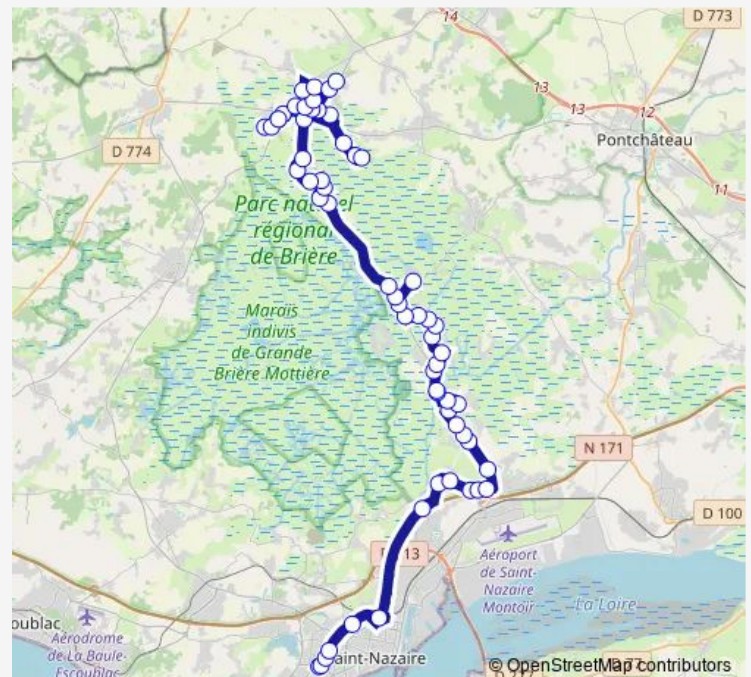 14
D 773
13
13
12
Pontchâteau
D 774
11
Parc na el
régiona
de Brière
Marais
indivis
de Grande
Brière Mottière
N 171
D 100
13
Aéroport
de Saint-
Nazaire
Montoir
La Loire
oublac
Aérodrome
de La Baule-
Escoublac
aint-Nazaire
© OpenStreetMap contributors